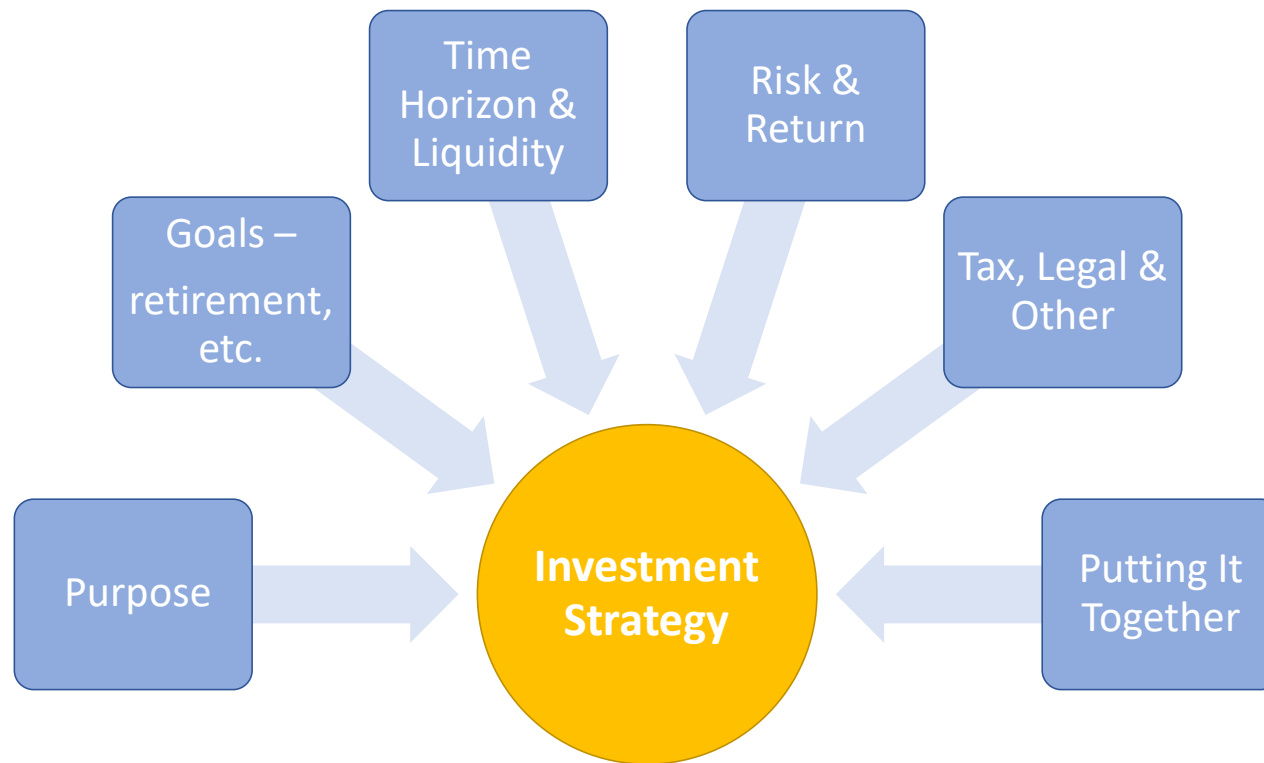 Time
Horizon &
Liquidity
Risk &
Return
Goals –
retirement,
etc.
Tax, Legal &
Other
Purpose
Investment
Strategy
Putting It
Together